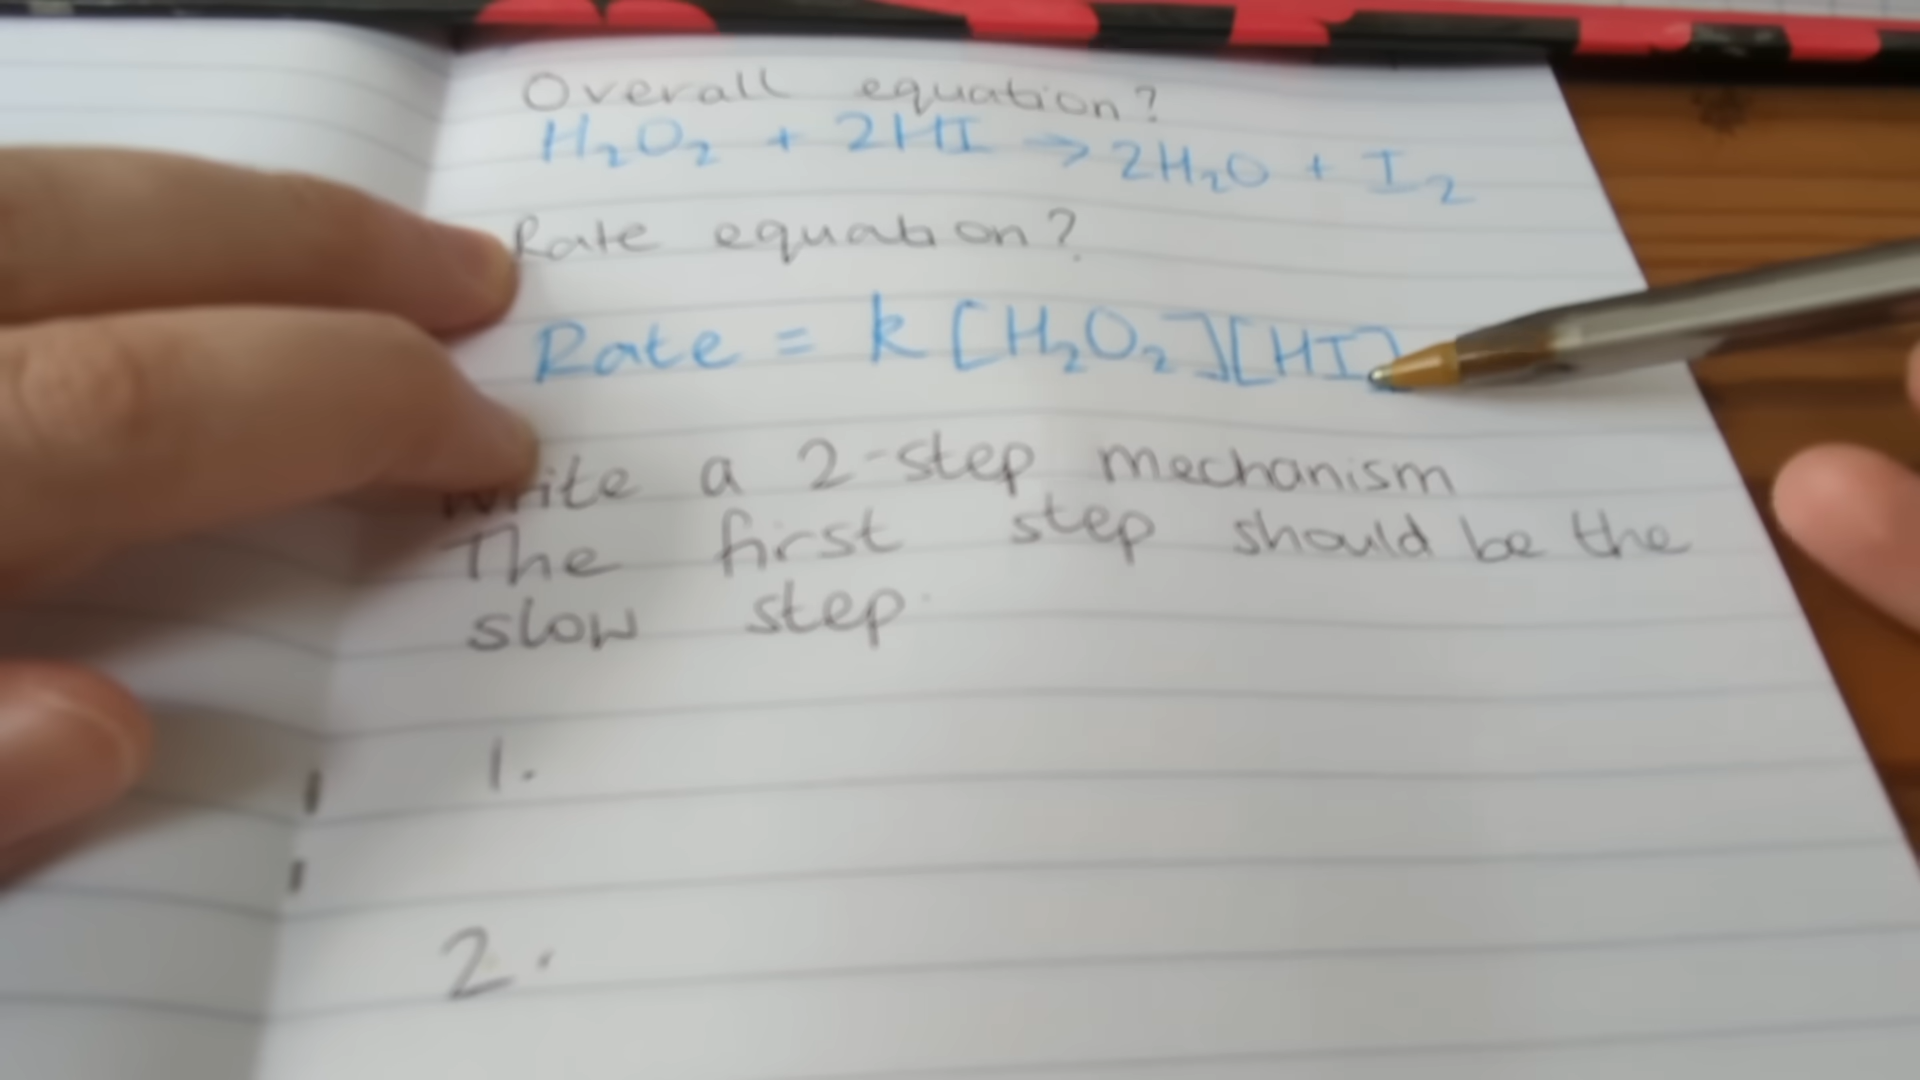 Overall equation?
H₂O₂ + 2HI → 2H₂O + I₂
Rate equation?
Rate = k [H₂O₂][HI]
Write a 2-step mechanism
The first step should be the
slow step.
1.
2.